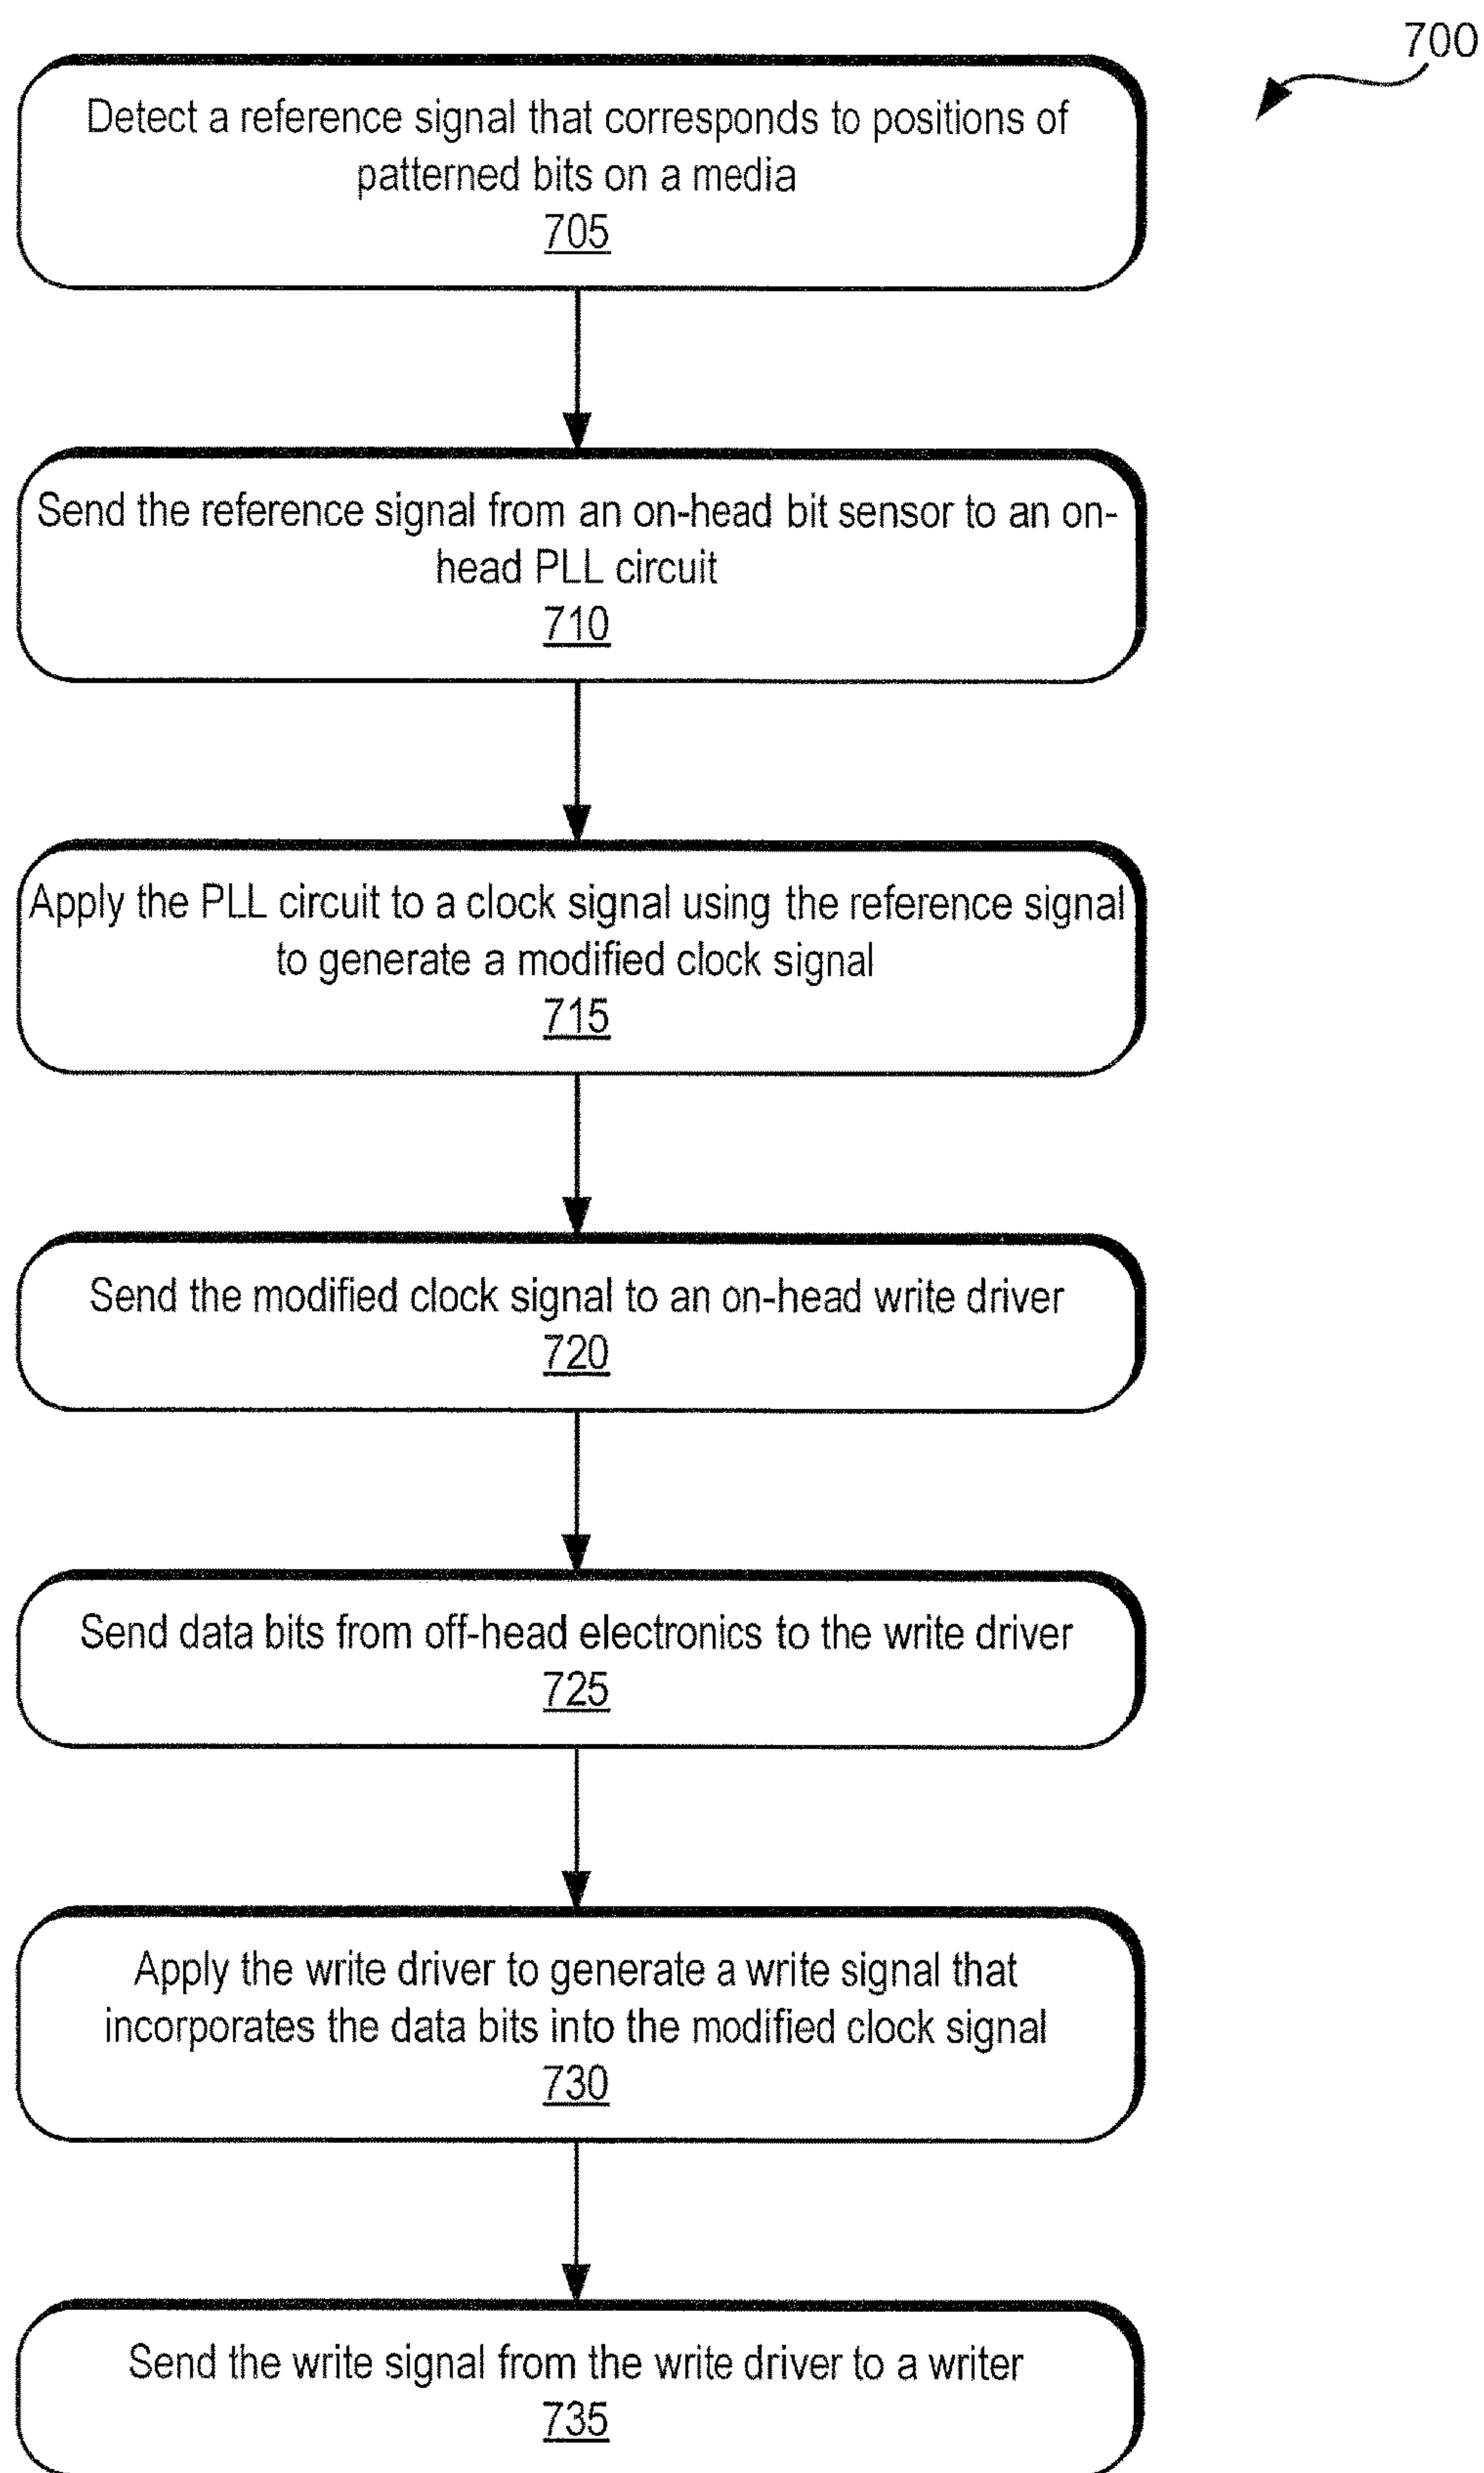 700
Detect a reference signal that corresponds to positions of
patterned bits on a media
705
Send the reference signal from an on-head bit sensor to an on-
head PLL circuit
710
Apply the PLL circuit to a clock signal using the reference signal
to generate a modified clock signal
715
Send the modified clock signal to an on-head write driver
720
Send data bits from off-head electronics to the write driver
725
Apply the write driver to generate a write signal that
incorporates the data bits into the modified clock signal
730
Send the write signal from the write driver to a writer
735